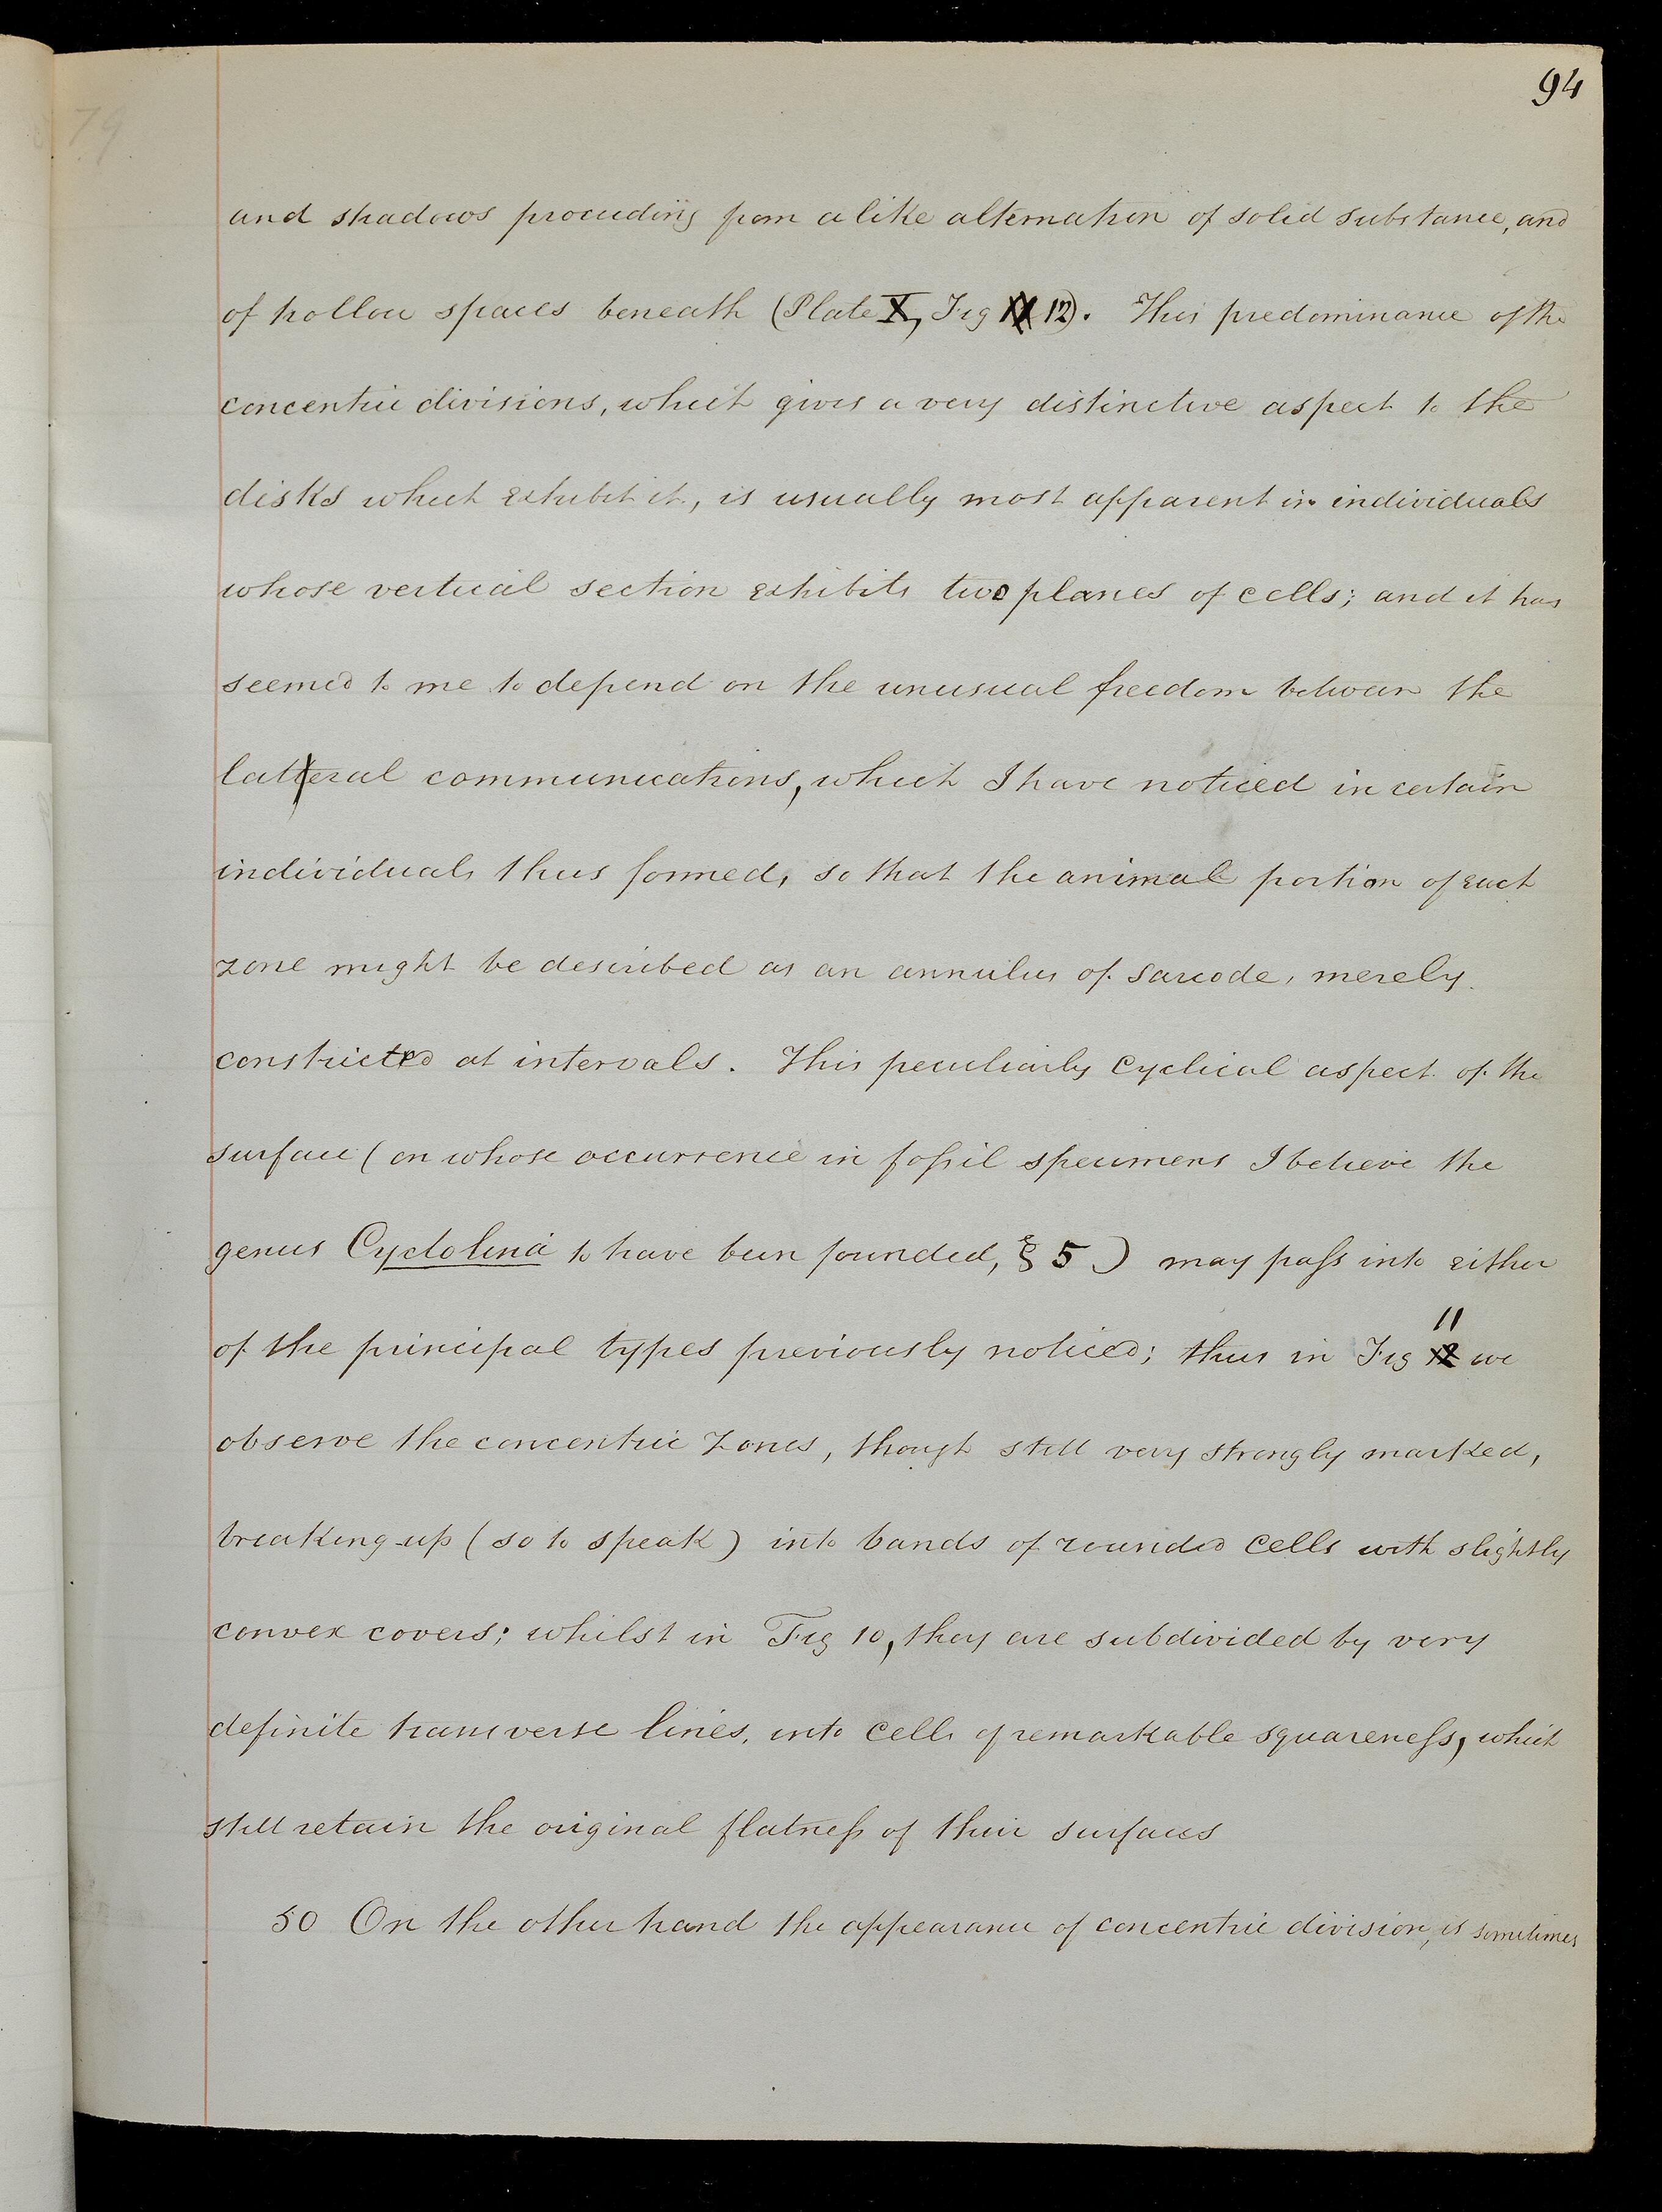 94
79
and shadows proceeding from a like alternation of solid substance, and
of hollow spaces beneath (Plate X, Fig 12). This predominance of the
concentric divisions, which gives a very distinctive aspect to the
disks which exhibit it, is usually most apparent in individuals
whose vertical section exhibits two planes of cells; and it has
seemed to me to depend on the unusual freedom between the
lateral communications, which I have noticed in certain
individuals thus formed, so that the animal portion of each
zone might be described as an annulus of sarcode, merely
constricted at intervals. This peculiarly cyclical aspect of the
surface (on whose occurrence in fossil specimens I believe the
genus Cyclolina to have been founded, § 5) may pass into either
11
of the principal types previously noticed; thus in Fig 12 we
observe the concentric zones, though still very strongly marked,
breaking-up (so to speak) into bands of rounded cells with slightly
convex covers; whilst in Fig 10, they are subdivided by very
definite transverse lines, into cells of remarkable squareness, which
still retain the original flatness of their surfaces
50 On the other hand the appearance of concentric division, is sometimes